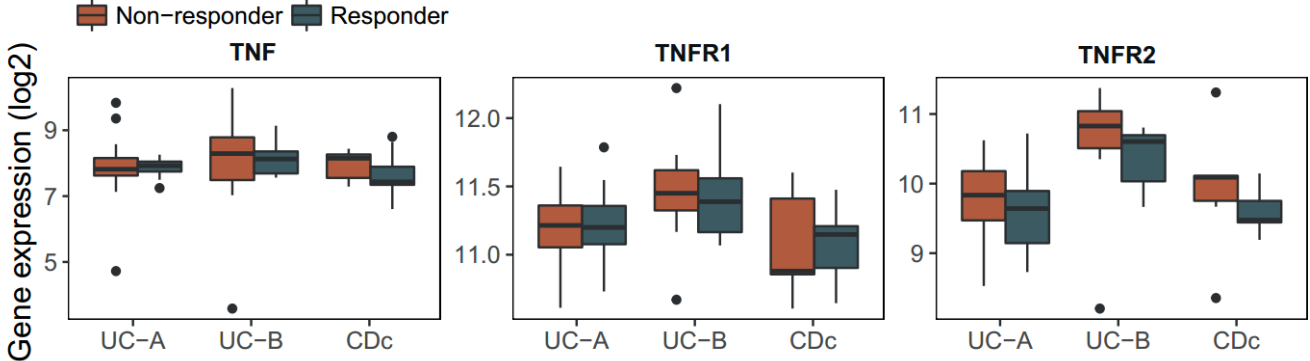 Non−responder Responder
TNF TNFR1 TNFR2
Gene expression (log2)
9
7
5
UC−A UC−B CDc
12.0
11.5
11.0
UC−A UC−B CDc
11
10
9
UC−A UC−B CDc